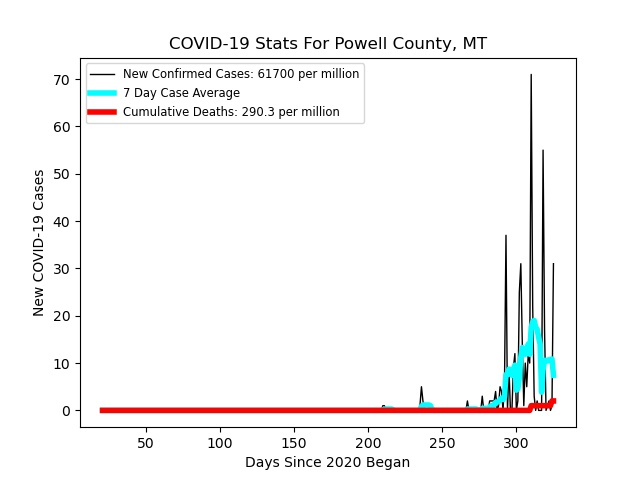 COVID-19 Stats For Powell County, MT
New Confirmed Cases: 61700 per million
7 Day Case Average
Cumulative Deaths: 290.3 per million
New COVID-19 Cases
70
60
50
40
30
20
10
0
50 100 150 200 250 300
Days Since 2020 Began